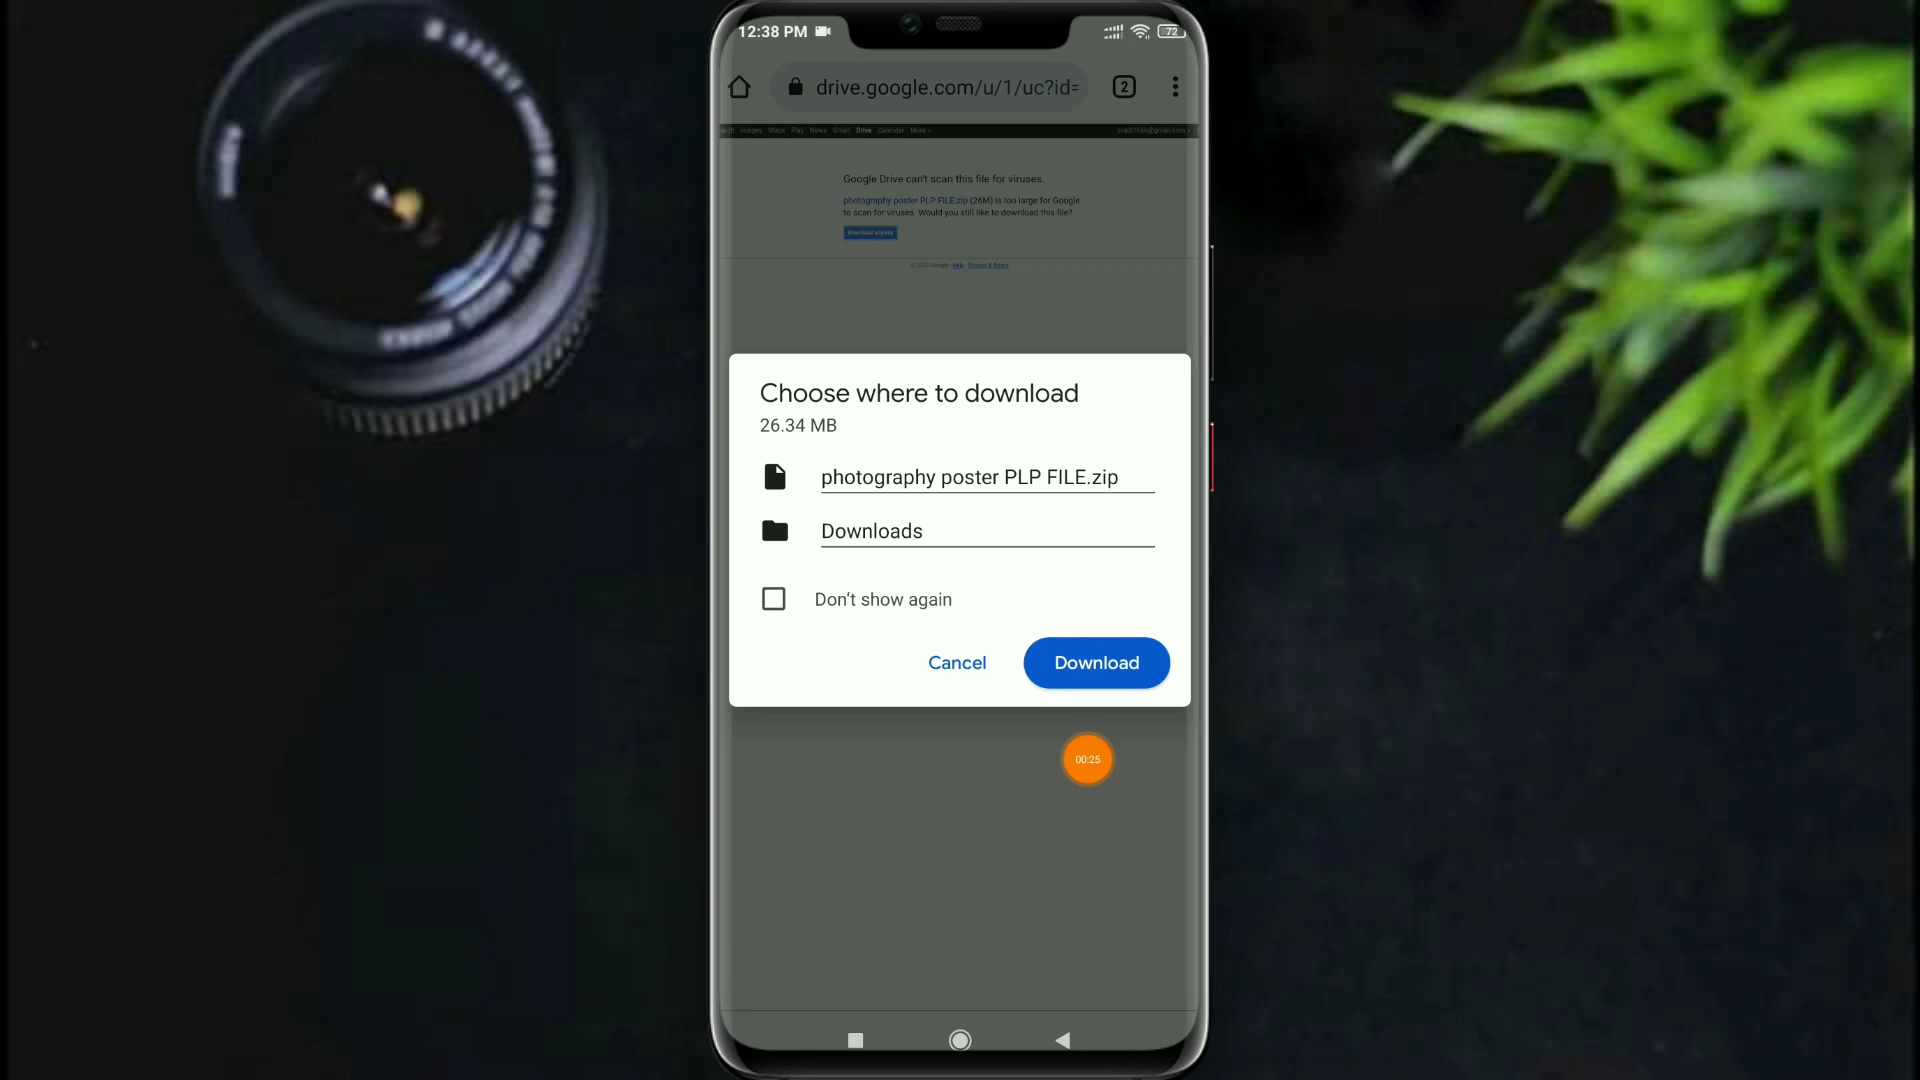 12:38 PM
72
drive.google.com/u/1/uc?id=
2
Images Maps Play News Gmail Drive Calendar More
Google Drive can't scan this file for viruses.
photography poster PLP FILE.zip (26M) is too large for Google
to scan for viruses. Would you still like to download this file?
Download anyway
Google Help Privacy & Terms
Choose where to download
26.34 MB
photography poster PLP FILE.zip
Downloads
Don't show again
Cancel
Download
00:25